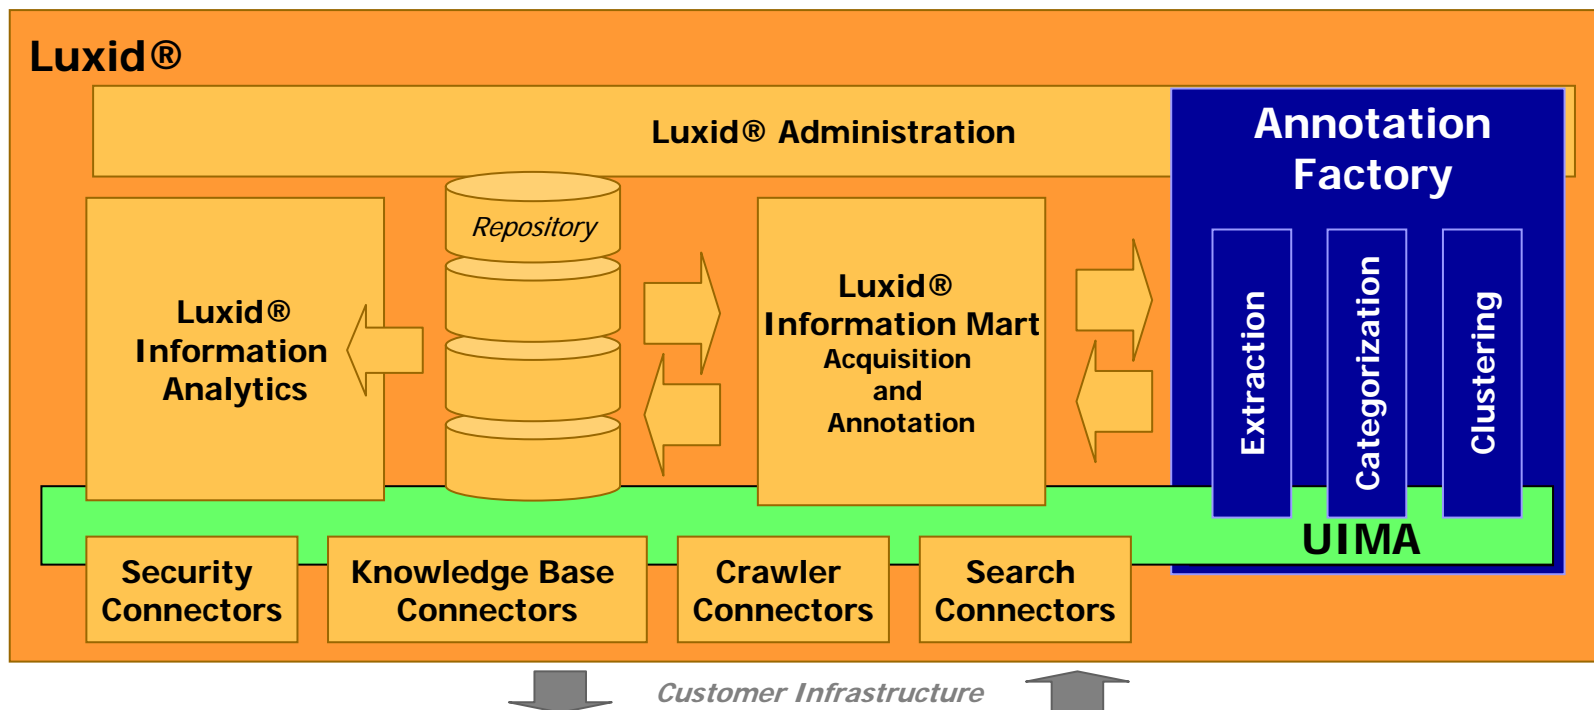 Luxid®
Luxid® Administration
Annotation
Factory
Repository
Luxid®
Information
Analytics
Luxid®
Information Mart
Acquisition
and
Annotation
Extraction
Categorization
Clustering
UIMA
Security
Connectors
Knowledge Base
Connectors
Crawler
Connectors
Search
Connectors
Customer Infrastructure